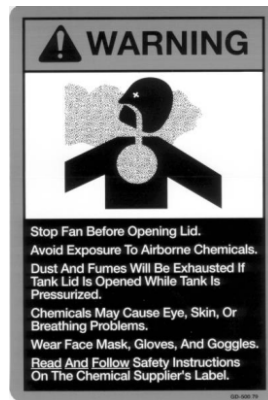 WARNING
Stop Fan Before Opening Lid.
Avoid Exposure To Airborne Chemicals.
Dust And Fumes Will Be Exhausted If
Tank Lid Is Opened While Tank Is
Pressurized.
Chemicals May Cause Eye, Skin, Or
Breathing Problems.
Wear Face Mask, Gloves, And Goggles.
Read And Follow Safety Instructions
On The Chemical Supplier's Label.